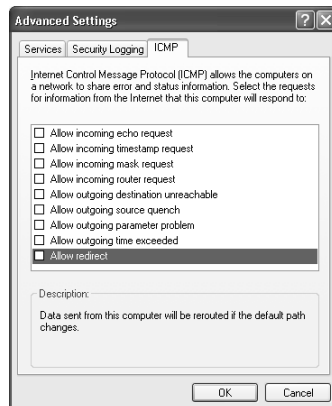 Advanced Settings
Services Security Logging ICMP
Internet Control Message Protocol (ICMP) allows the computers on
a network to share error and status information. Select the requests
for information from the Internet that this computer will respond to:
Allow incoming echo request
Allow incoming timestamp request
Allow incoming mask request
Allow incoming router request
Allow outgoing destination unreachable
Allow outgoing source quench
Allow outgoing parameter problem
Allow outgoing time exceeded
Allow redirect
Description:
Data sent from this computer will be rerouted if the default path
changes.
OK Cancel